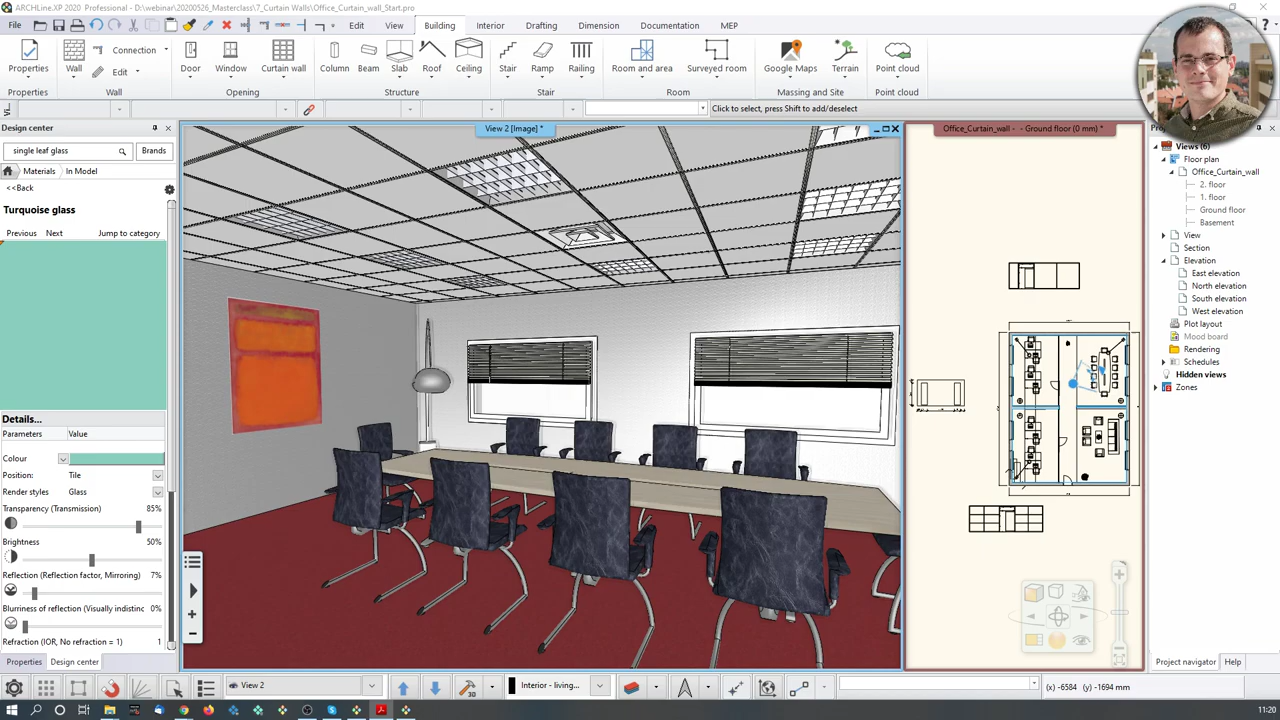 ARCHLine.XP 2020 Professional - D:\webinar\20200526_Masterclass\7_Curtain Walls\Office_Curtain_wall_Start.pro
File
Edit
View
Building
Interior
Drafting
Dimension
Documentation
MEP
Properties
Wall
Connection
Edit
Door
Window
Curtain wall
Column
Beam
Slab
Roof
Ceiling
Stair
Ramp
Railing
Room and area
Surveyed room
Google Maps
Terrain
Point cloud
Properties
Wall
Opening
Structure
Stair
Room
Massing and Site
Point cloud
Click to select, press Shift to add/deselect
Design center
View 2 [Image] *
Office_Curtain_wall - - Ground floor (0 mm) *
single leaf glass
Brands
Materials
In Model
<<Back
Turquoise glass
Previous
Next
Jump to category
Details...
Parameters
Value
Colour
Position:
Tile
Render styles
Glass
Transparency (Transmission)
85%
Brightness
50%
Reflection (Reflection factor, Mirroring)
7%
Blurriness of reflection (Visually indistinc
0%
Refraction (IOR, No refraction = 1)
1
Properties
Design center
Views (6)
Floor plan
Office_Curtain_wall
2. floor
1. floor
Ground floor
Basement
View
Section
Elevation
East elevation
North elevation
South elevation
West elevation
Plot layout
Mood board
Rendering
Schedules
Hidden views
Zones
Project navigator
Help
View 2
Interior - living...
(x) -6584 (y) -1694 mm
11:20